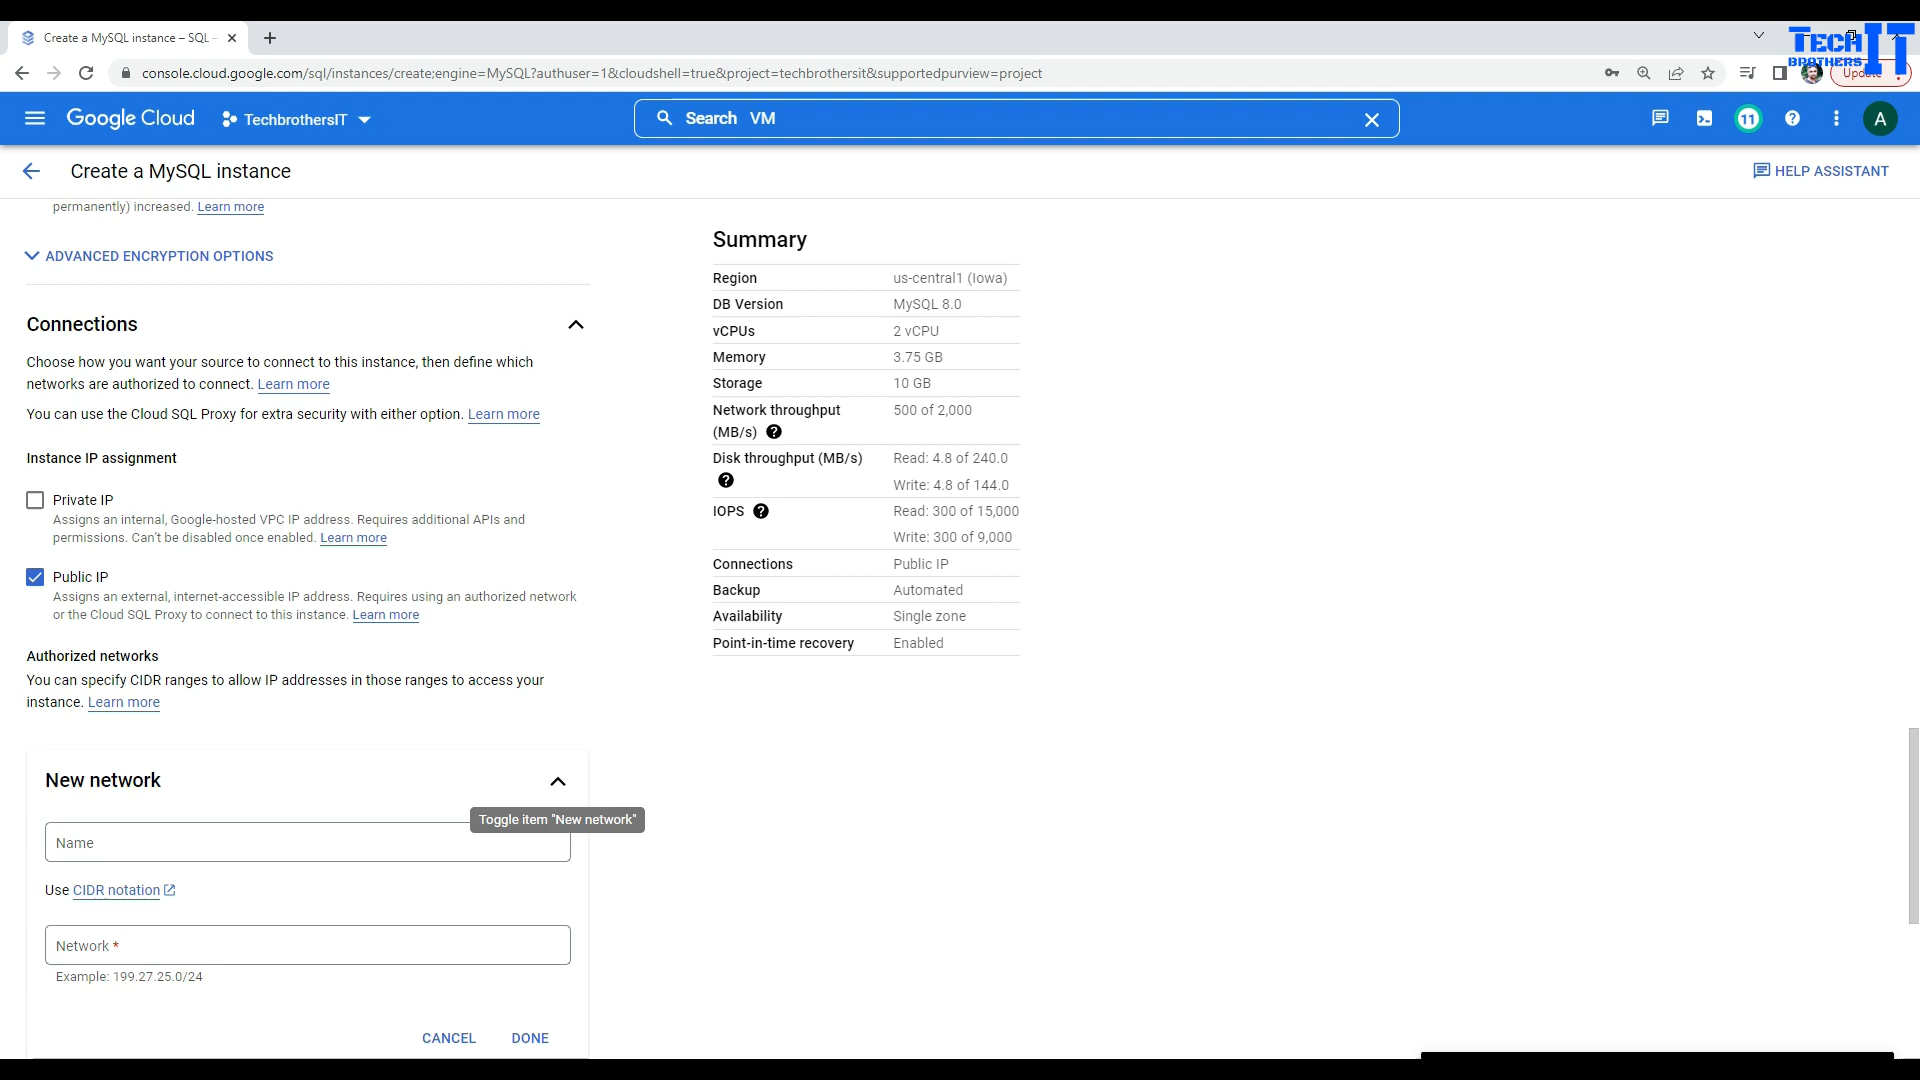 Create a MySQL instance – SQL –
TECH IT
BROTHERS
console.cloud.google.com/sql/instances/create;engine=MySQL?authuser=1&cloudshell=true&project=techbrothersit&supportedpurview=project
Update
Google Cloud
TechbrothersIT
Search VM
11
A
Create a MySQL instance
HELP ASSISTANT
permanently) increased. Learn more
ADVANCED ENCRYPTION OPTIONS
Connections
Choose how you want your source to connect to this instance, then define which
networks are authorized to connect. Learn more
You can use the Cloud SQL Proxy for extra security with either option. Learn more
Instance IP assignment
Private IP
Assigns an internal, Google-hosted VPC IP address. Requires additional APIs and
permissions. Can't be disabled once enabled. Learn more
Public IP
Assigns an external, internet-accessible IP address. Requires using an authorized network
or the Cloud SQL Proxy to connect to this instance. Learn more
Authorized networks
You can specify CIDR ranges to allow IP addresses in those ranges to access your
instance. Learn more
New network
Toggle item "New network"
Name
Use CIDR notation
Network *
Example: 199.27.25.0/24
CANCEL DONE
Summary
Region us-central1 (Iowa)
DB Version MySQL 8.0
vCPUs 2 vCPU
Memory 3.75 GB
Storage 10 GB
Network throughput 500 of 2,000
(MB/s)
Disk throughput (MB/s) Read: 4.8 of 240.0
Write: 4.8 of 144.0
IOPS Read: 300 of 15,000
Write: 300 of 9,000
Connections Public IP
Backup Automated
Availability Single zone
Point-in-time recovery Enabled